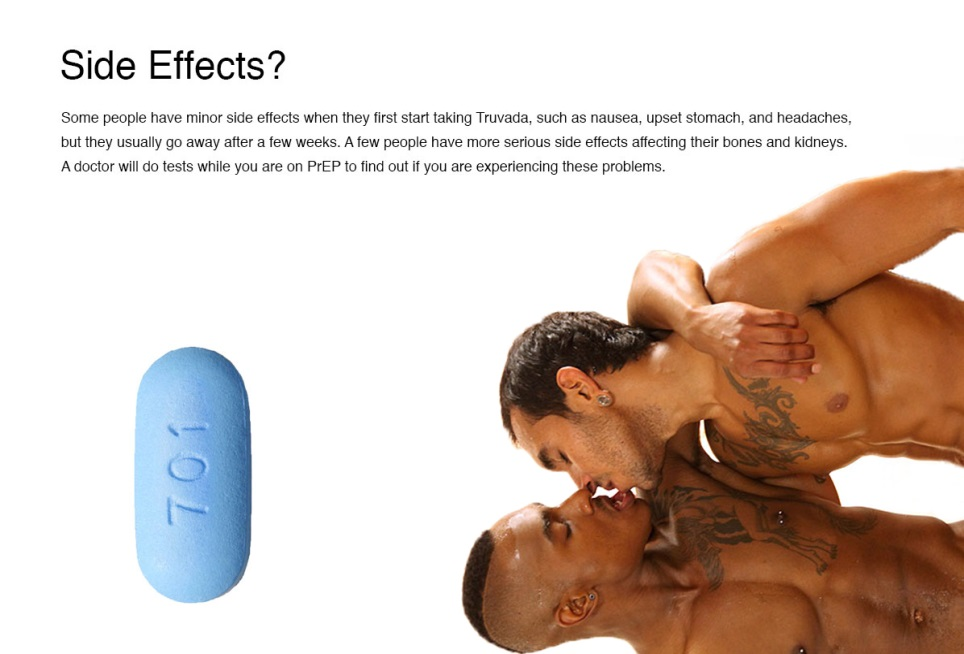 Side Effects?
Some people have minor side effects when they first start taking Truvada, such as nausea, upset stomach, and headaches,
but they usually go away after a few weeks. A few people have more serious side effects affecting their bones and kidneys.
A doctor will do tests while you are on PrEP to find out if you are experiencing these problems.
701